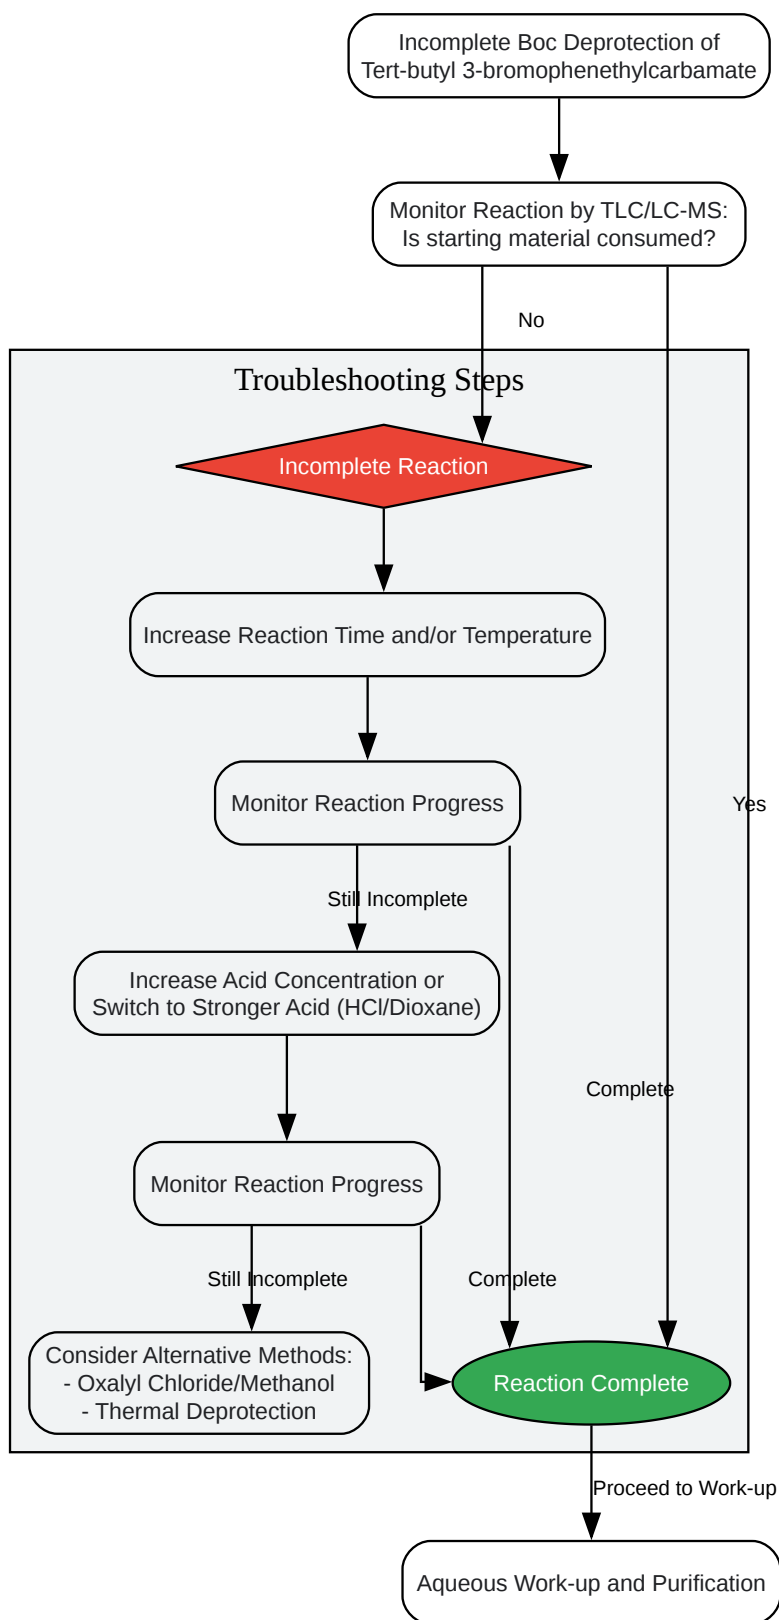 Incomplete Boc Deprotection of
Tert-butyl 3-bromophenethylcarbamate
Monitor Reaction by TLC/LC-MS:
Is starting material consumed?
No
Troubleshooting Steps
Incomplete Reaction
Increase Reaction Time and/or Temperature
Monitor Reaction Progress
Yes
Still Incomplete
Increase Acid Concentration or
Switch to Stronger Acid (HCl/Dioxane)
Complete
Monitor Reaction Progress
Still Incomplete
Complete
Consider Alternative Methods:
- Oxalyl Chloride/Methanol
- Thermal Deprotection
Reaction Complete
Proceed to Work-up
Aqueous Work-up and Purification